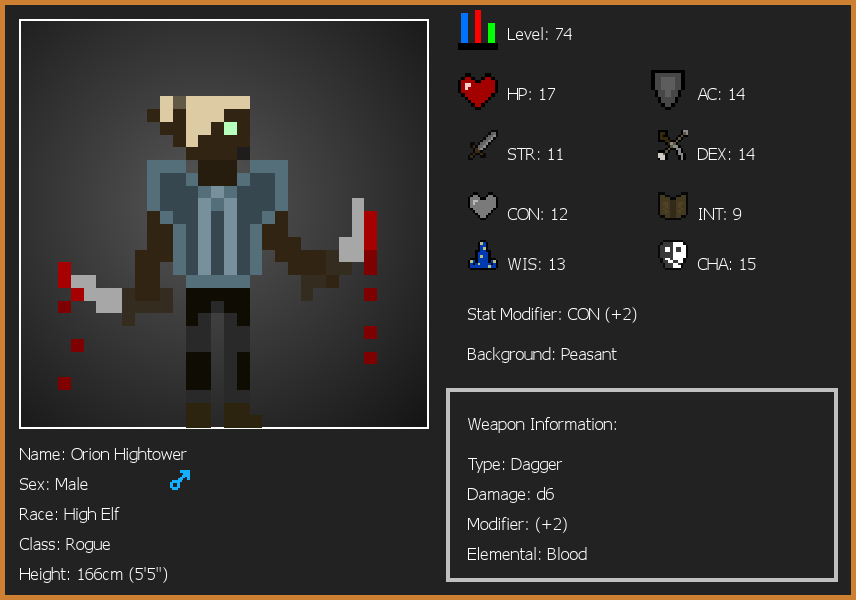 Level: 74
HP: 17
AC: 14
STR: 11
DEX: 14
CON: 12
INT: 9
WIS: 13
CHA: 15
Stat Modifier: CON (+2)
Background: Peasant
Weapon Information:
Type: Dagger
Damage: d6
Modifier: (+2)
Elemental: Blood
Name: Orion Hightower
Sex: Male
Race: High Elf
Class: Rogue
Height: 166cm (5'5")